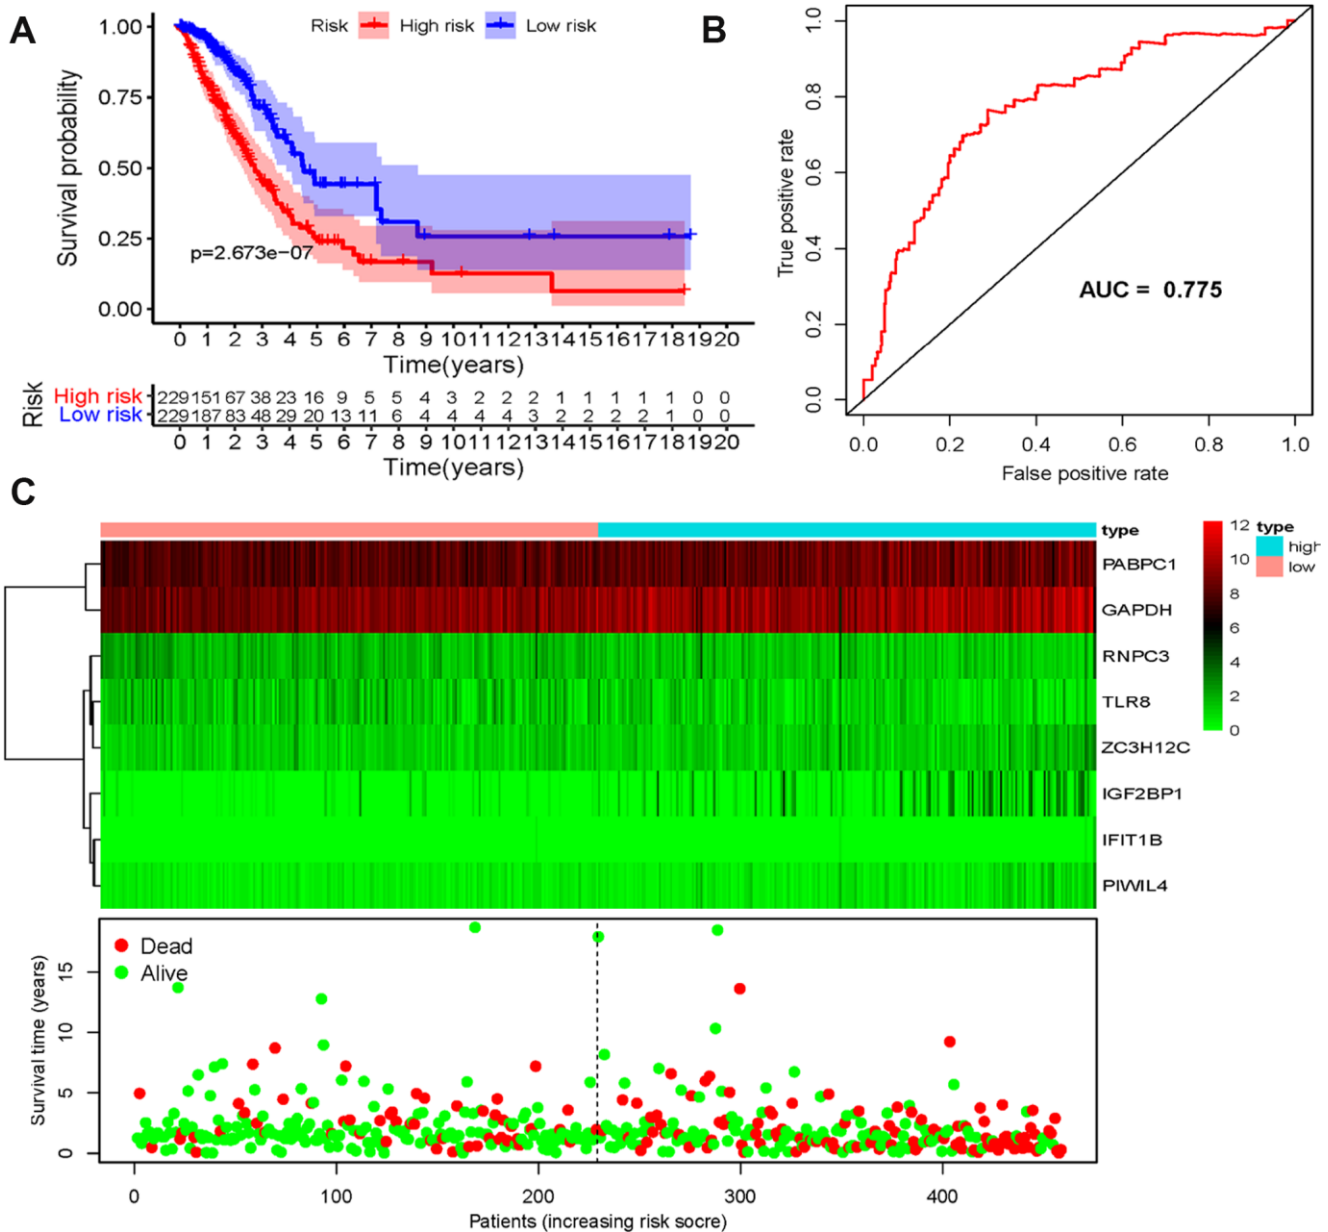 A
Risk High risk Low risk
Survival probability
1.00
0.75
0.50
0.25
0.00
p=2.673e−07
0 1 2 3 4 5 6 7 8 9 10 11 12 13 14 15 16 17 18 19 20
Time(years)
Risk
High risk 229 151 67 38 23 16 9 5 5 4 3 2 2 2 1 1 1 1 1 0 0
Low risk 229 187 83 48 29 20 13 11 6 4 4 4 4 3 2 2 2 2 1 0 0
0 1 2 3 4 5 6 7 8 9 10 11 12 13 14 15 16 17 18 19 20
Time(years)
B
True positive rate
1.0
0.8
0.6
0.4
0.2
0.0
AUC = 0.775
0.0 0.2 0.4 0.6 0.8 1.0
False positive rate
C
type
PABPC1
GAPDH
RNPC3
TLR8
ZC3H12C
IGF2BP1
IFIT1B
PIWIL4
12
10
8
6
4
2
0
type
high
low
Survival time (years)
Dead
Alive
15
10
5
0
0 100 200 300 400
Patients (increasing risk socre)